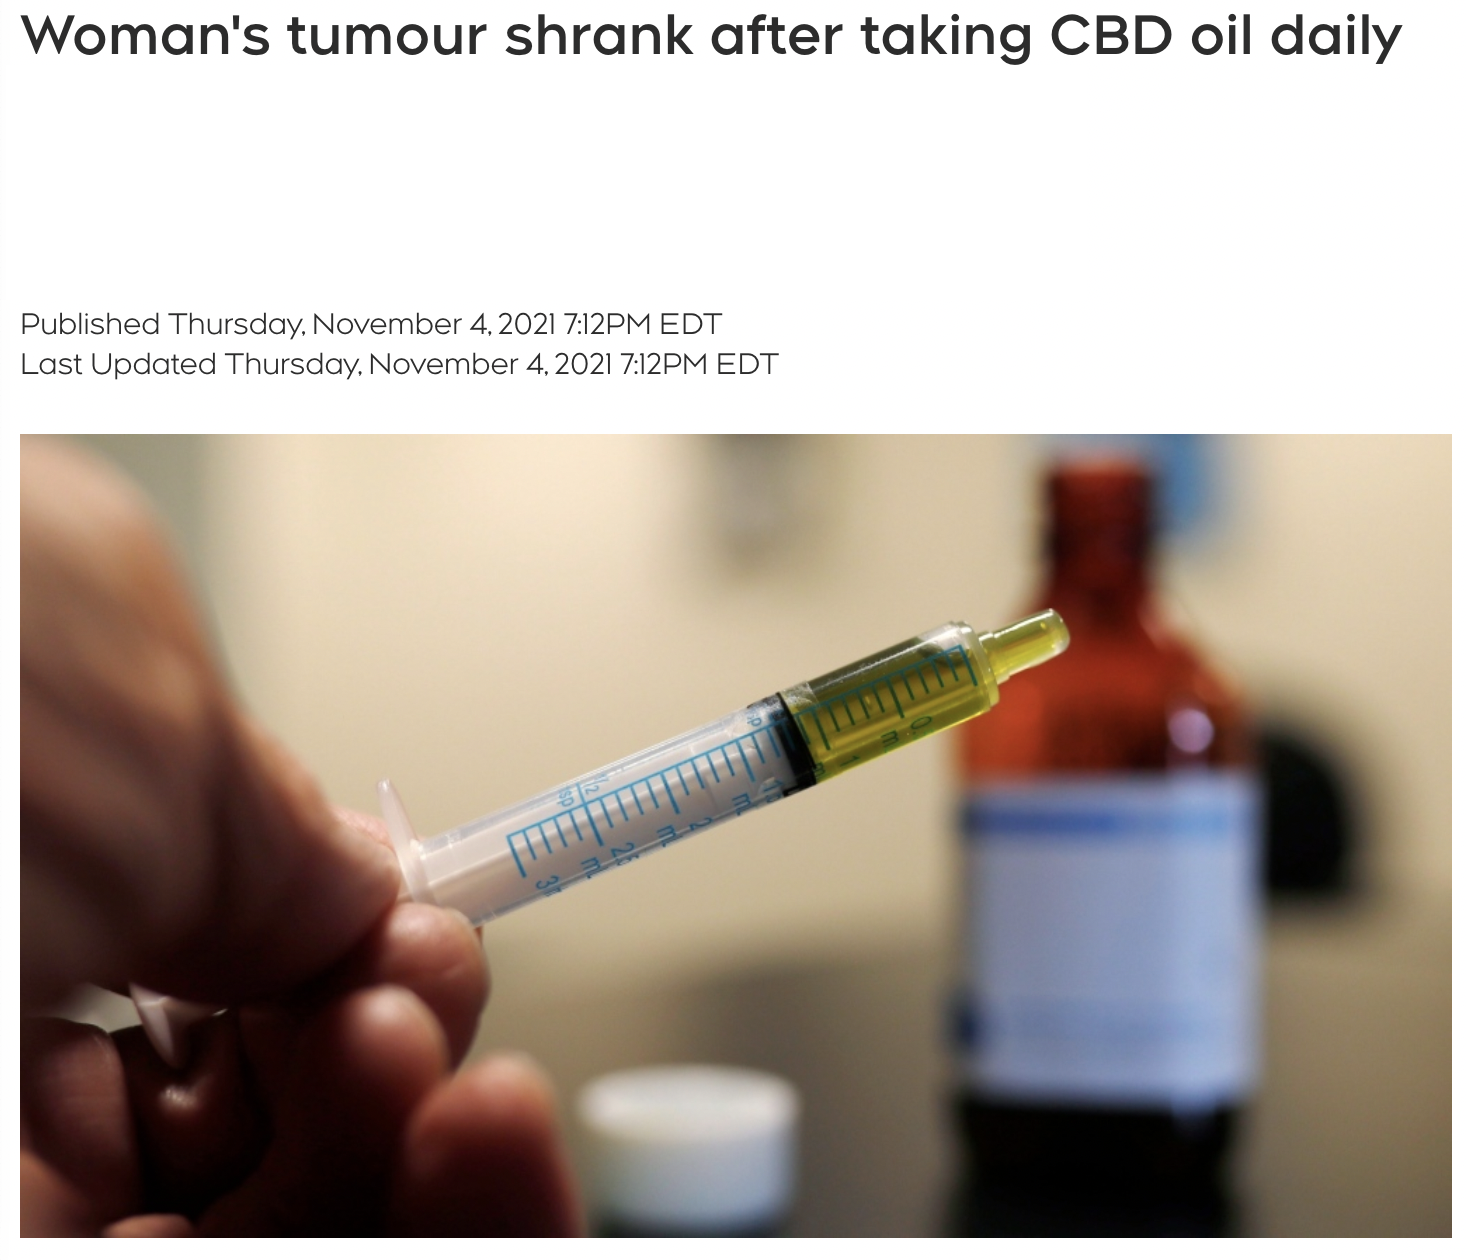 Woman's tumour shrank after taking CBD oil daily
Published Thursday, November 4, 2021 7:12PM EDT
Last Updated Thursday, November 4, 2021 7:12PM EDT